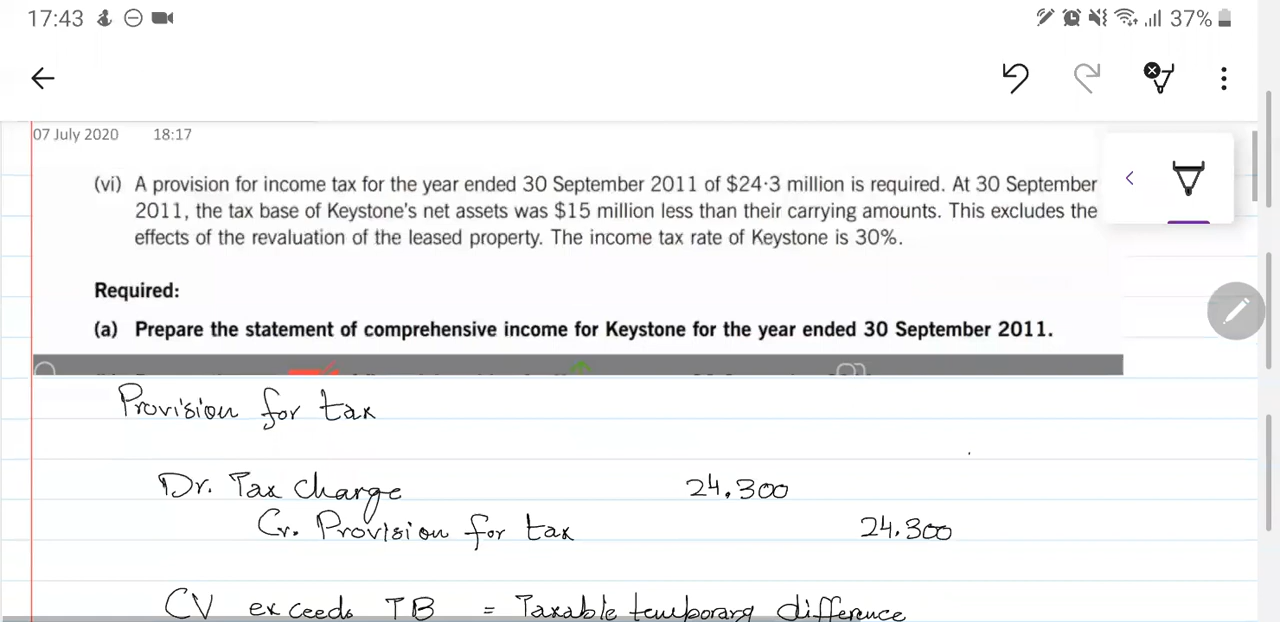 17:43 37%
07 July 2020 18:17
(vi) A provision for income tax for the year ended 30 September 2011 of $24·3 million is required. At 30 September
2011, the tax base of Keystone's net assets was $15 million less than their carrying amounts. This excludes the
effects of the revaluation of the leased property. The income tax rate of Keystone is 30%.
Required:
(a) Prepare the statement of comprehensive income for Keystone for the year ended 30 September 2011.
Provision for tax
Dr. Tax charge 24.300
Cr. Provision for tax 24.300
CV exceeds TB = Taxable temporary difference